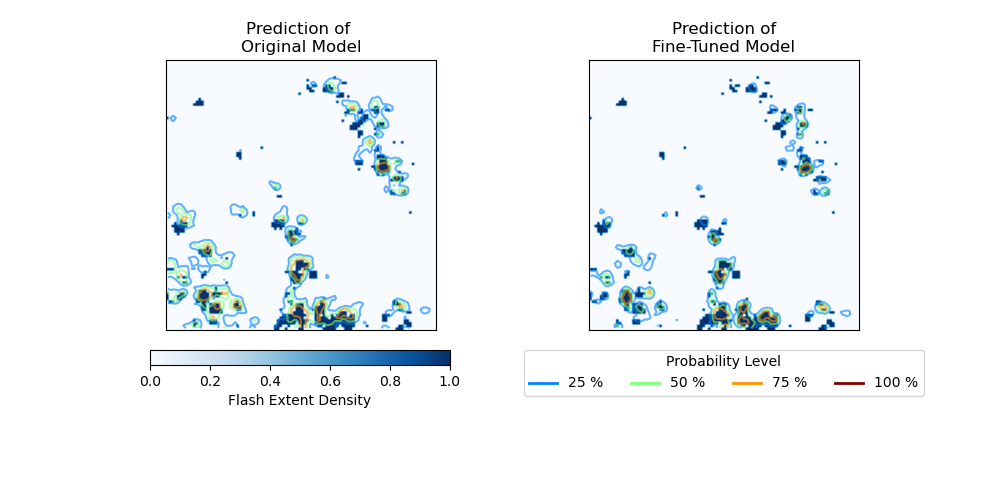 Prediction of
Original Model
Prediction of
Fine-Tuned Model
0.0 0.2 0.4 0.6 0.8 1.0
Flash Extent Density
Probability Level
25 % 50 % 75 % 100 %